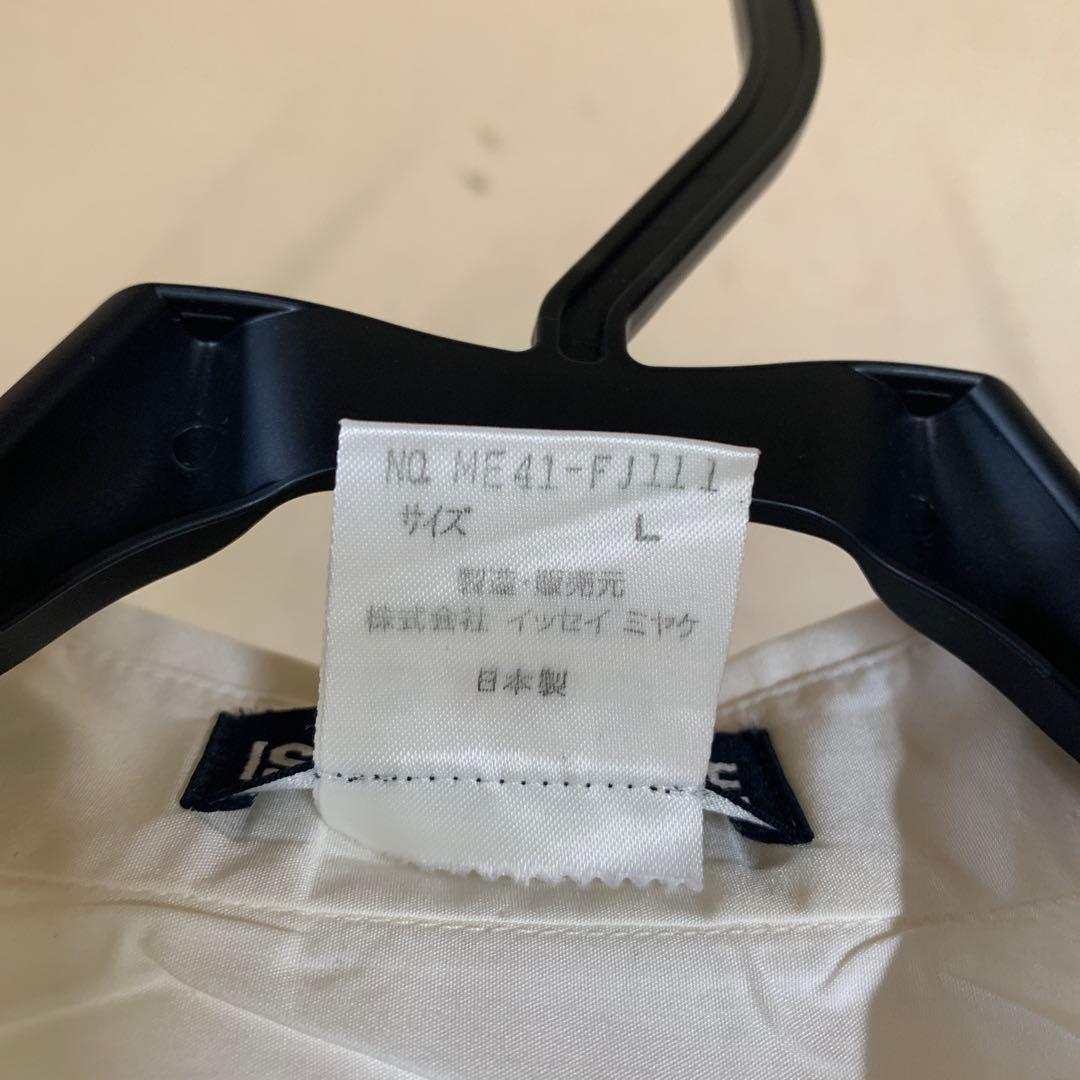 NO. ME41-FJ111
サイズ L
製造・販売元
株式会社 イッセイ ミヤケ
日本製
IS
E